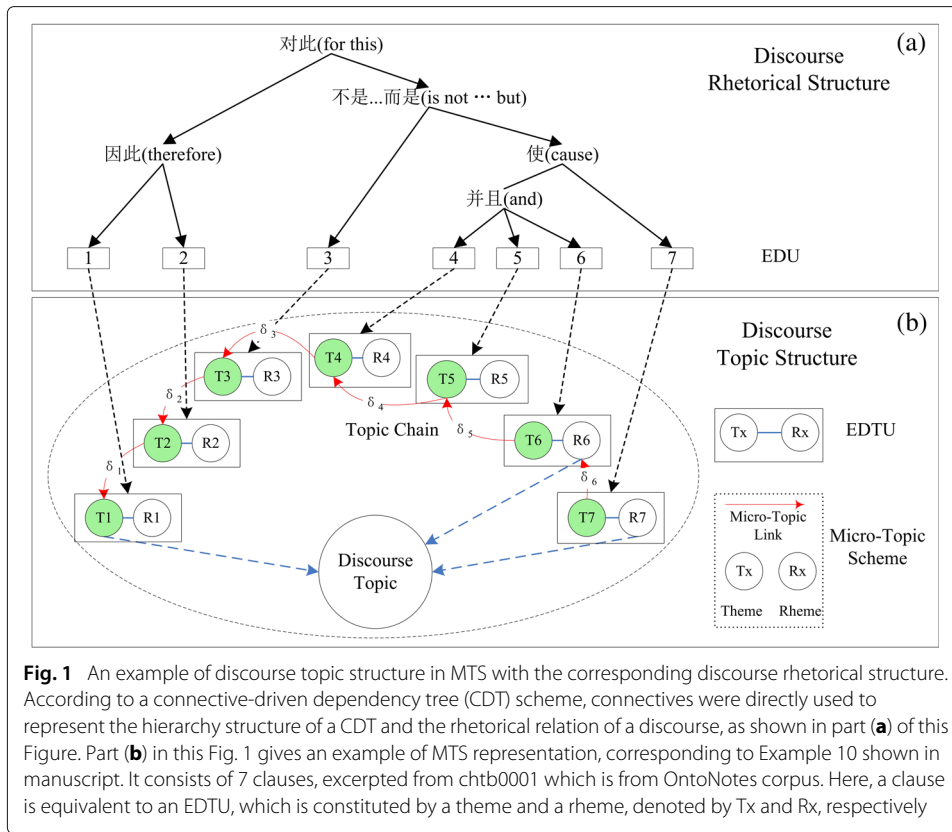 (a)
对此(for this)
Discourse
Rhetorical Structure
不是...而是(is not … but)
因此(therefore)
使(cause)
并且(and)
1 2 3 4 5 6 7 EDU
(b)
Discourse
Topic Structure
δ 3
T4 R4
T3 R3
T5 R5
δ 2
δ 4
Topic Chain
δ 5
T2 R2
T6 R6
Tx Rx EDTU
δ
δ 6
T1 R1
T7 R7
Micro-Topic
Link
Micro-Topic
Scheme
Tx Rx
Theme Rheme
Discourse
Topic
Fig. 1 An example of discourse topic structure in MTS with the corresponding discourse rhetorical structure.
According to a connective-driven dependency tree (CDT) scheme, connectives were directly used to
represent the hierarchy structure of a CDT and the rhetorical relation of a discourse, as shown in part (a) of this
Figure. Part (b) in this Fig. 1 gives an example of MTS representation, corresponding to Example 10 shown in
manuscript. It consists of 7 clauses, excerpted from chtb0001 which is from OntoNotes corpus. Here, a clause
is equivalent to an EDTU, which is constituted by a theme and a rheme, denoted by Tx and Rx, respectively